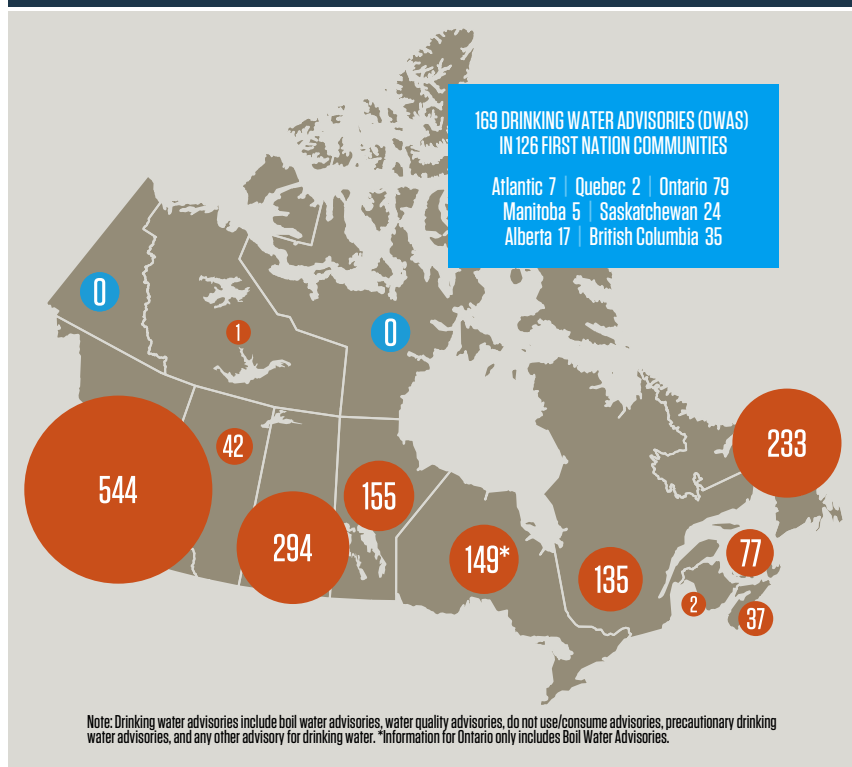 169 DRINKING WATER ADVISORIES (DWAS)
IN 126 FIRST NATION COMMUNITIES
Atlantic 7 | Quebec 2 | Ontario 79
Manitoba 5 | Saskatchewan 24
Alberta 17 | British Columbia 35
0
1
0
544
42
294
155
149*
135
233
77
2
37
Note: Drinking water advisories include boil water advisories, water quality advisories, do not use/consume advisories, precautionary drinking
water advisories, and any other advisory for drinking water. *Information for Ontario only includes Boil Water Advisories.